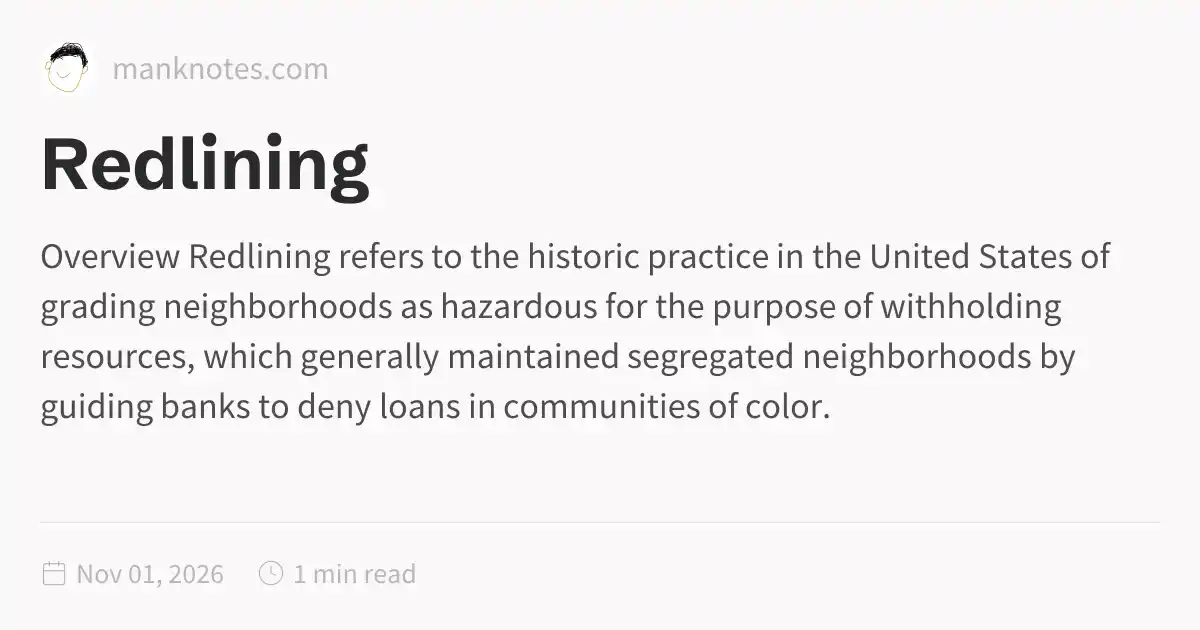 manknotes.com
Redlining
Overview Redlining refers to the historic practice in the United States of
grading neighborhoods as hazardous for the purpose of withholding
resources, which generally maintained segregated neighborhoods by
guiding banks to deny loans in communities of color.
Nov 01, 2026 1 min read